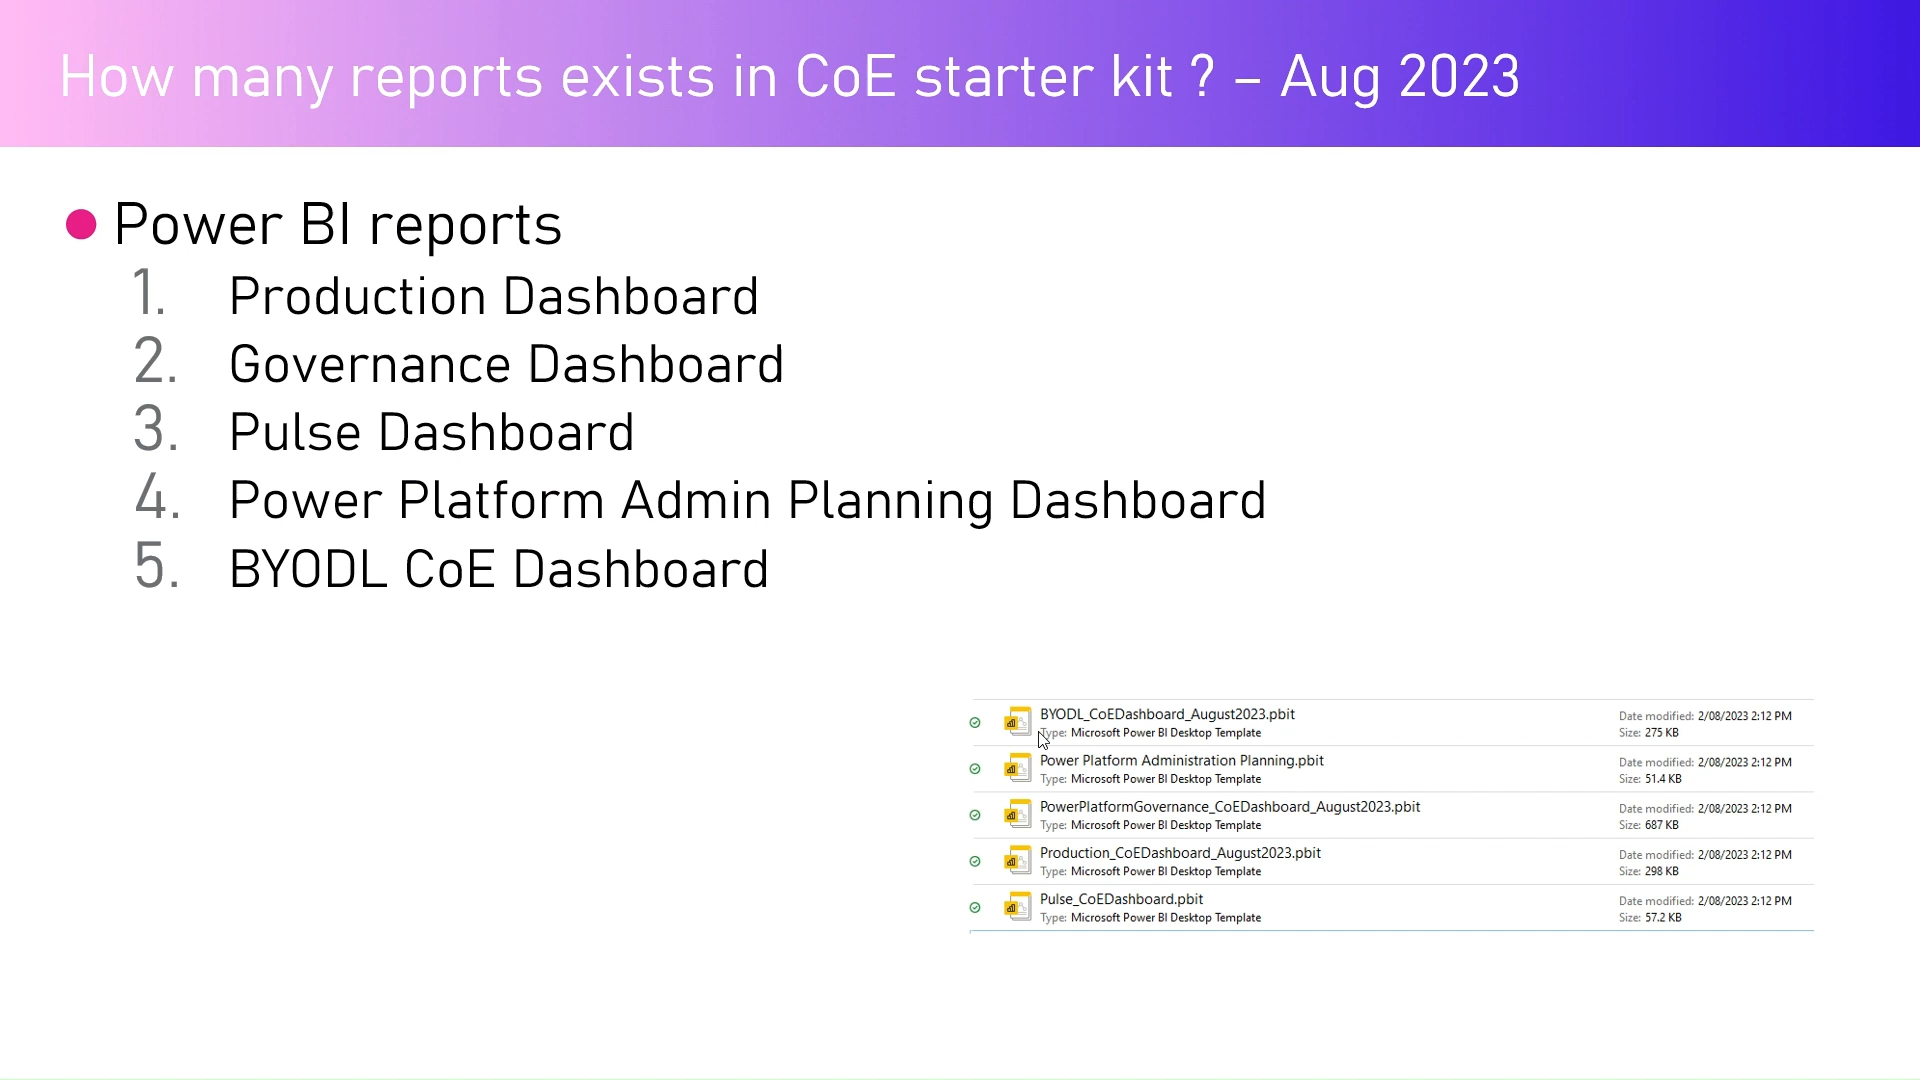 How many reports exists in CoE starter kit ? – Aug 2023
Power BI reports
1. Production Dashboard
2. Governance Dashboard
3. Pulse Dashboard
4. Power Platform Admin Planning Dashboard
5. BYODL CoE Dashboard
BYODL_CoEDashboard_August2023.pbit Date modified: 2/08/2023 2:12 PM
Type: Microsoft Power BI Desktop Template Size: 275 KB
Power Platform Administration Planning.pbit Date modified: 2/08/2023 2:12 PM
Type: Microsoft Power BI Desktop Template Size: 51.4 KB
PowerPlatformGovernance_CoEDashboard_August2023.pbit Date modified: 2/08/2023 2:12 PM
Type: Microsoft Power BI Desktop Template Size: 687 KB
Production_CoEDashboard_August2023.pbit Date modified: 2/08/2023 2:12 PM
Type: Microsoft Power BI Desktop Template Size: 298 KB
Pulse_CoEDashboard.pbit Date modified: 2/08/2023 2:12 PM
Type: Microsoft Power BI Desktop Template Size: 57.2 KB